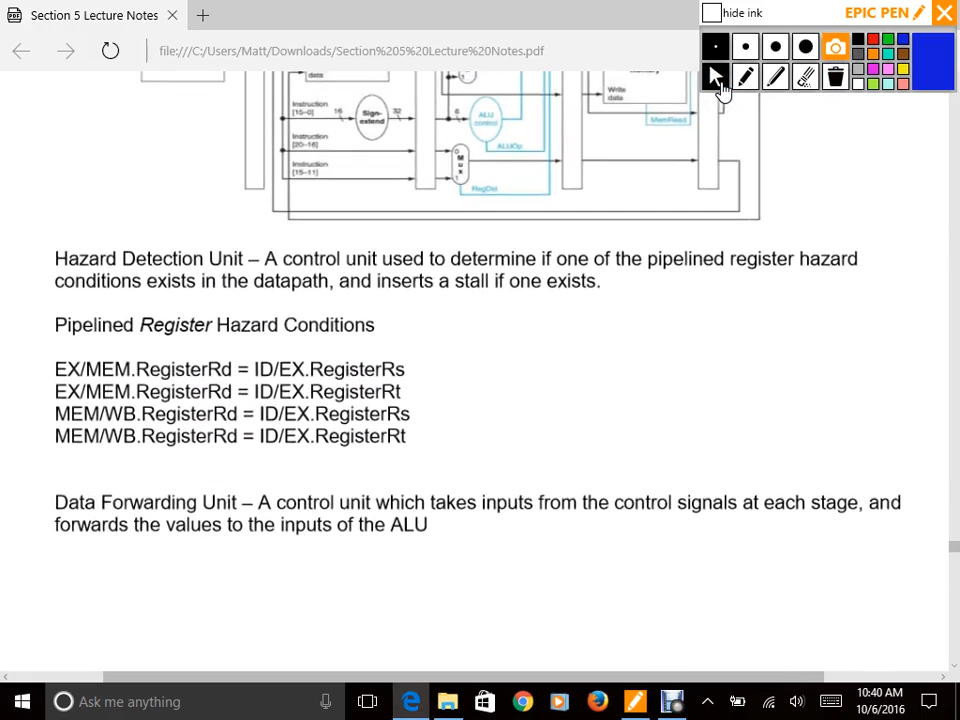 Section 5 Lecture Notes
hide ink
EPIC PEN
file:///C:/Users/Matt/Downloads/Section%205%20Lecture%20Notes.pdf
data
Write
data
MemRead
Instruction
[15–0]
16
Sign-
extend
32
6
ALU
control
Instruction
[20–16]
ALUOp
Instruction
[15–11]
0
M
u
x
1
RegDst
Hazard Detection Unit – A control unit used to determine if one of the pipelined register hazard
conditions exists in the datapath, and inserts a stall if one exists.
Pipelined Register Hazard Conditions
EX/MEM.RegisterRd = ID/EX.RegisterRs
EX/MEM.RegisterRd = ID/EX.RegisterRt
MEM/WB.RegisterRd = ID/EX.RegisterRs
MEM/WB.RegisterRd = ID/EX.RegisterRt
Data Forwarding Unit – A control unit which takes inputs from the control signals at each stage, and
forwards the values to the inputs of the ALU
Ask me anything
10:40 AM
10/6/2016